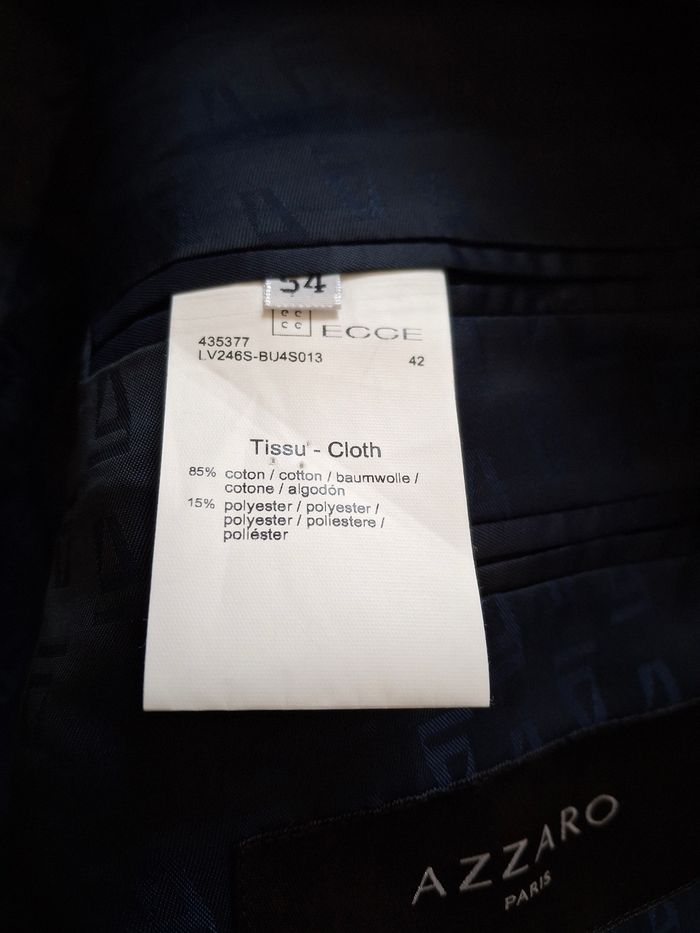 54
e c
c c
ECCE
435377
LV246S-BU4S013
42
Tissu - Cloth
85% coton / cotton / baumwolle /
cotone / algodón
15% polyester / polyester /
polyester / poliestere /
poliéster
AZZARO
PARIS